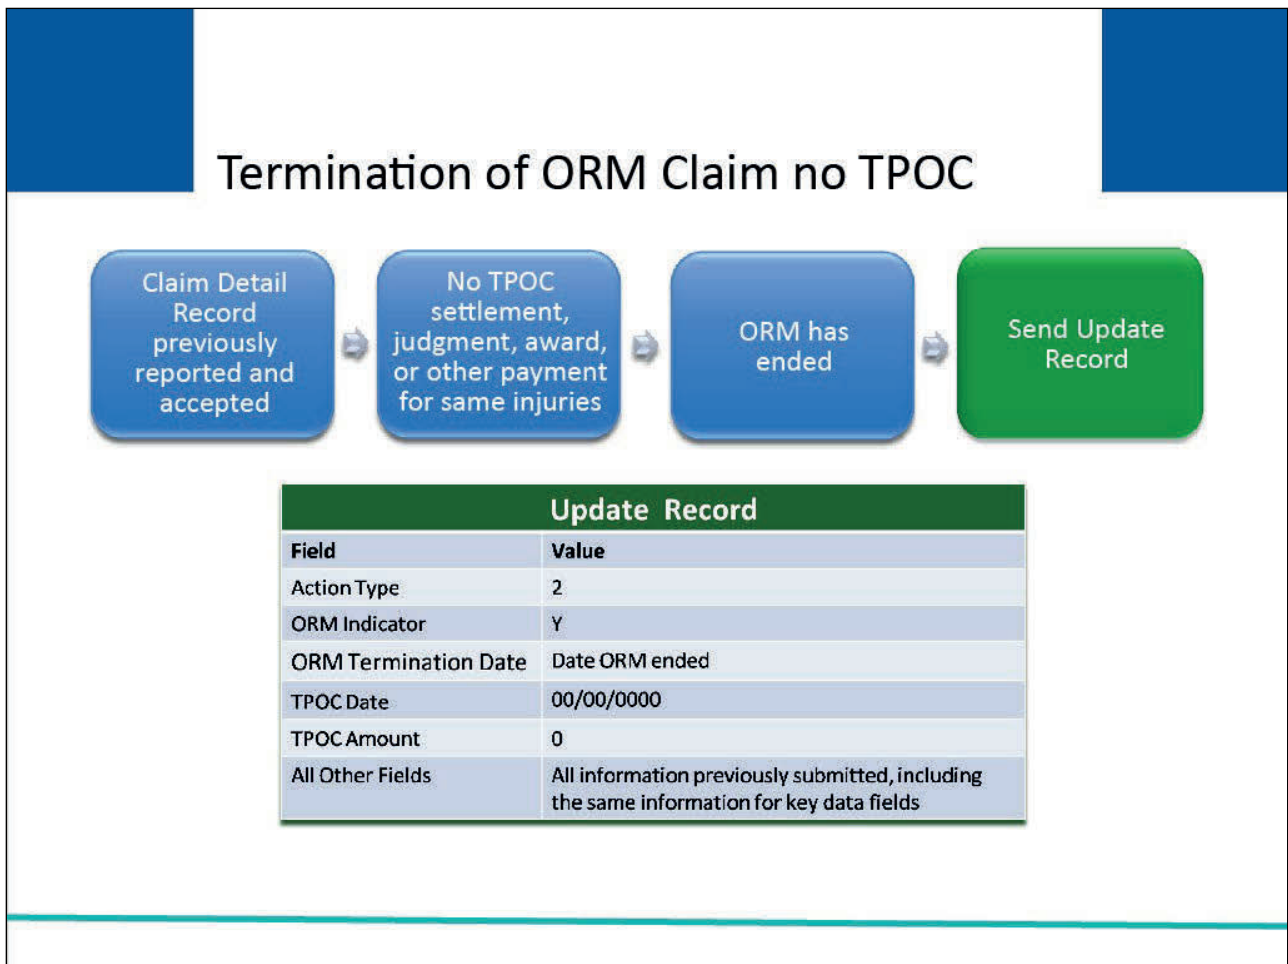 Termination of ORM Claim no TPOC
Claim Detail
Record
previously
reported and
accepted
No TPOC
settlement,
judgment, award,
or other payment
for same injuries
ORM has
ended
Send Update
Record
Update Record
Field Value
Action Type 2
ORM Indicator Y
ORM Termination Date Date ORM ended
TPOC Date 00/00/0000
TPOC Amount 0
All Other Fields All information previously submitted, including
the same information for key data fields